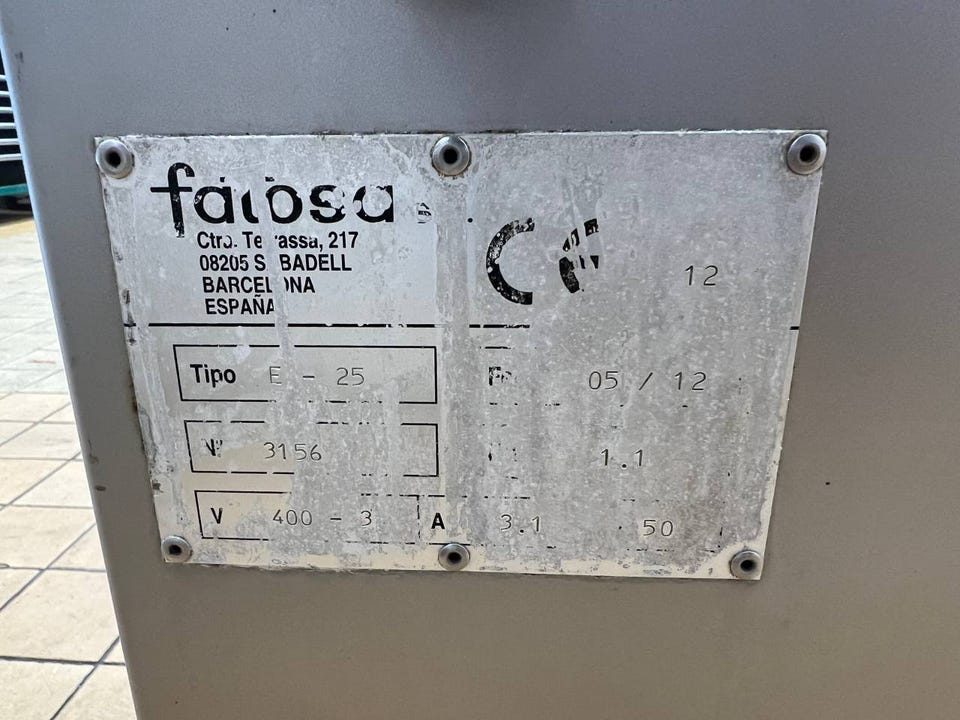 fatosa
Ctra. Terrassa, 217
08205 SABADELL
BARCELONA
ESPAÑA
CE
12
Tipo E - 25
05 / 12
Nº 3156
1.1
V 400 - 3 A 3.1 50